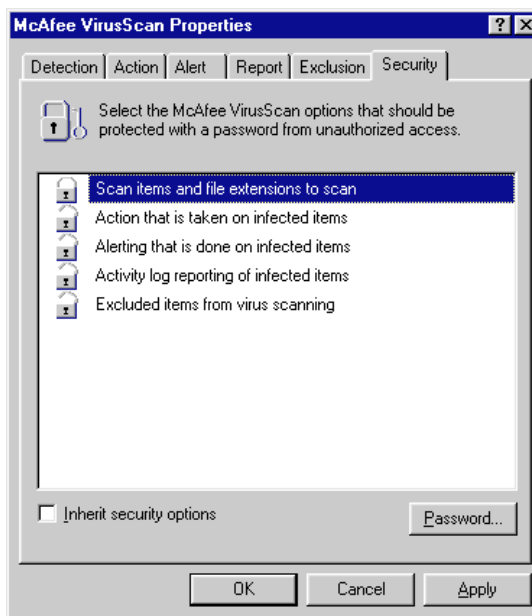 McAfee VirusScan Properties
Detection Action Alert Report Exclusion Security
Select the McAfee VirusScan options that should be
protected with a password from unauthorized access.
Scan items and file extensions to scan
Action that is taken on infected items
Alerting that is done on infected items
Activity log reporting of infected items
Excluded items from virus scanning
Inherit security options
Password...
OK Cancel Apply